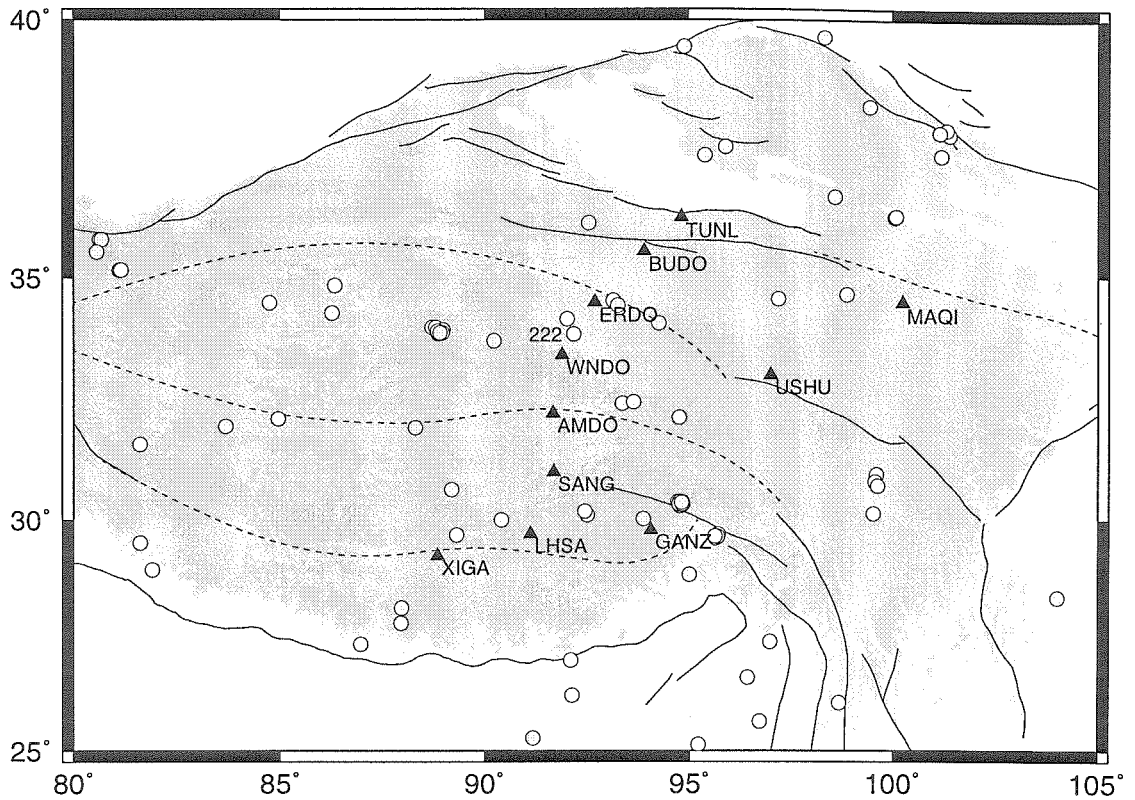 40°
TUNL
BUDO
35°
ERDO
MAQI
222
WNDO
USHU
AMDO
SANG
30°
LHSA
GANZ
XIGA
25°
80°
85°
90°
95°
100°
105°